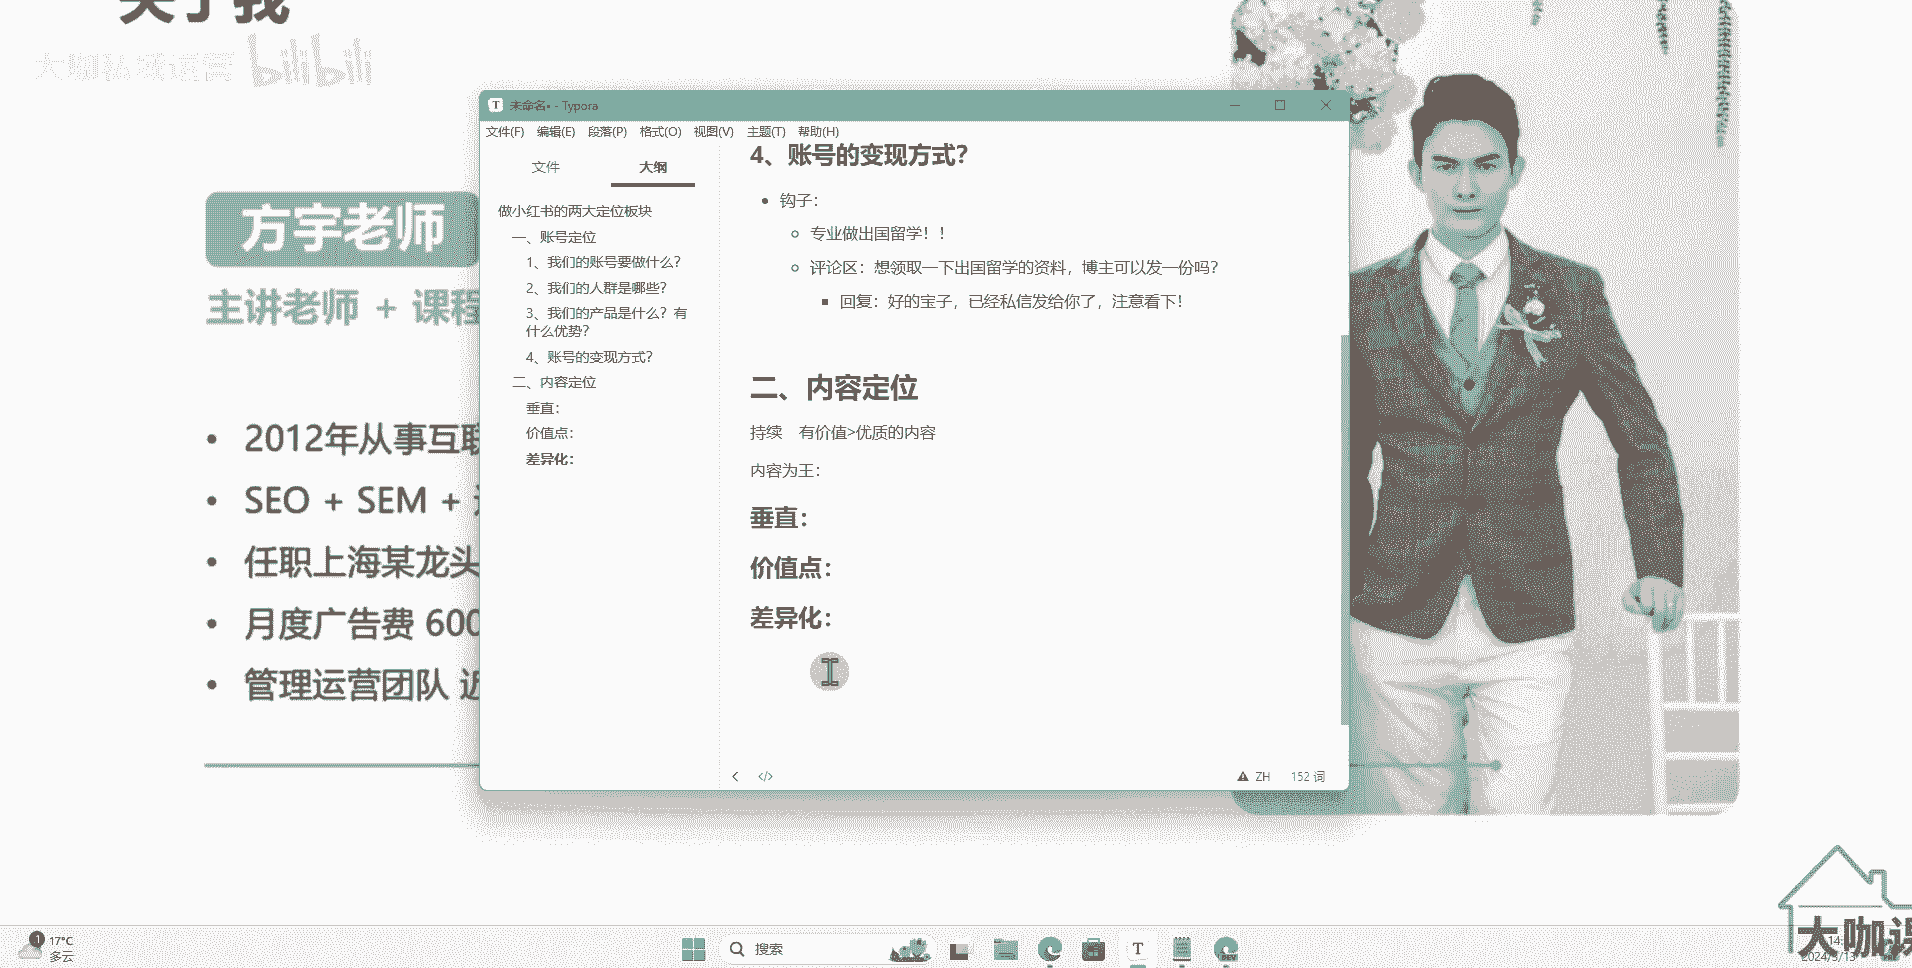 关于我
大咖私域运营 bilibili
方宇老师
主讲老师 + 课程
2012年从事互联
SEO + SEM +
任职上海某龙头
月度广告费 600
管理运营团队 近
未命名• - Typora
文件(F) 编辑(E) 段落(P) 格式(O) 视图(V) 主题(T) 帮助(H)
文件 大纲
做小红书的两大定位板块
一、账号定位
1、我们的账号要做什么？
2、我们的人群是哪些？
3、我们的产品是什么？有
什么优势？
4、账号的变现方式？
二、内容定位
垂直：
价值点：
差异化：
4、账号的变现方式？
钩子：
专业做出国留学！！
评论区：想领取一下出国留学的资料，博主可以发一份吗？
回复：好的宝子，已经私信发给你了，注意看下！
二、内容定位
持续 有价值>优质的内容
内容为王：
垂直：
价值点：
差异化：
</> ZH 152 词
大咖课
1
17°C
多云
搜索
T
DEV
14:
2024/3/13